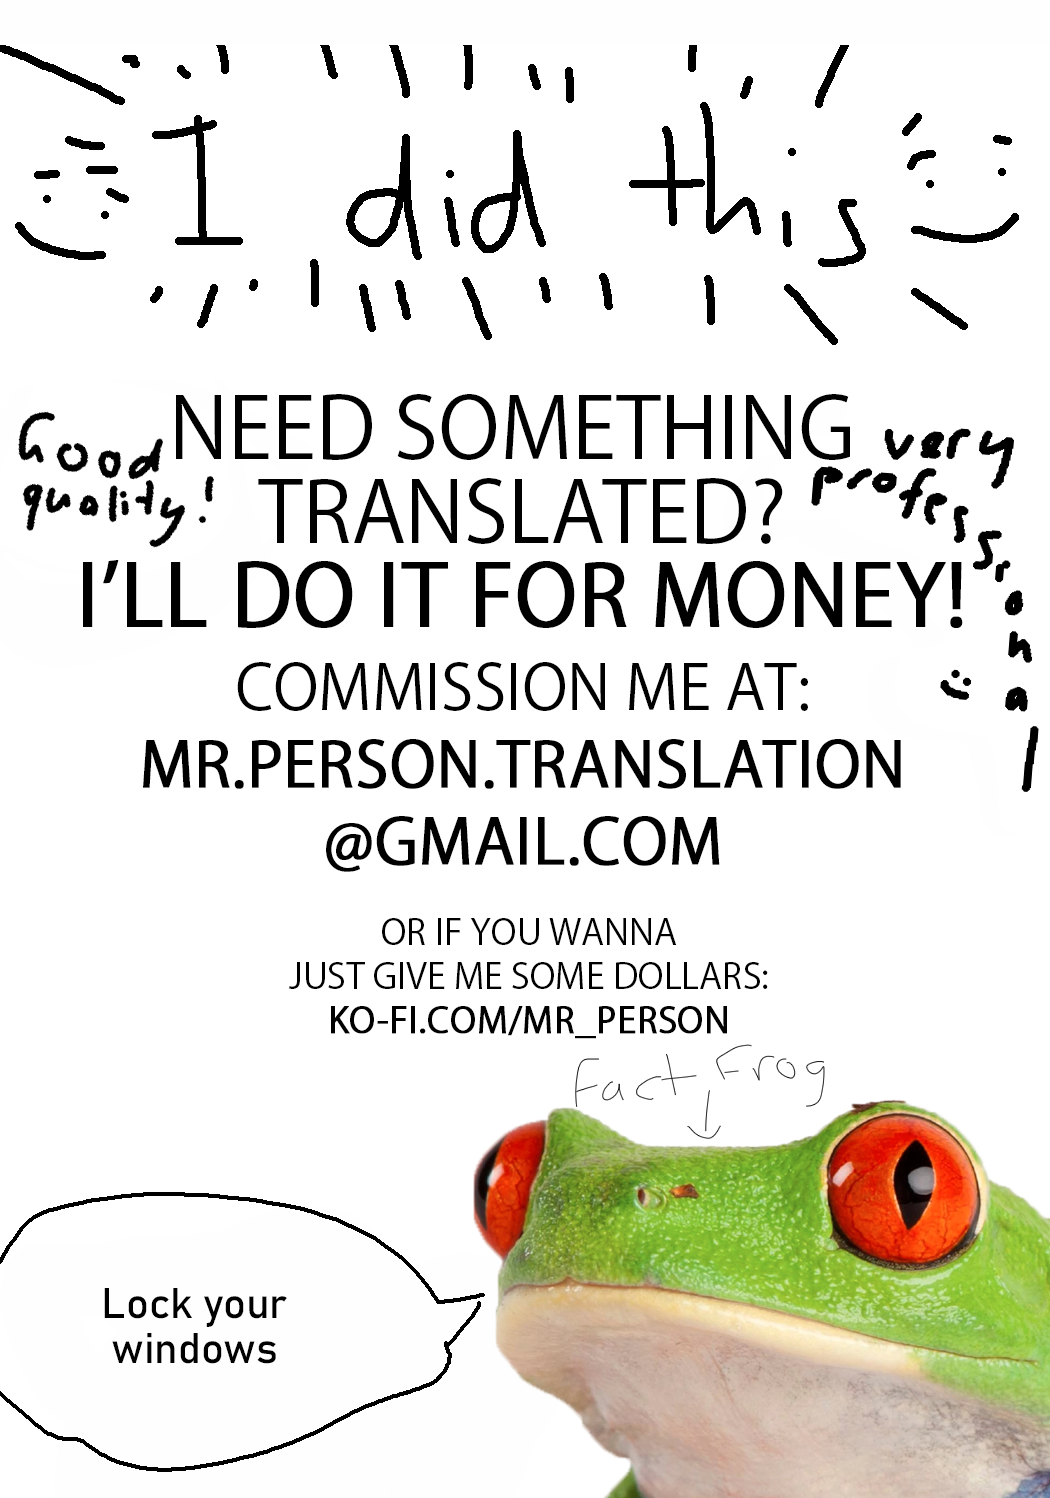 I did this
Good
quality!
NEED SOMETHING
TRANSLATED?
very
professional
I'LL DO IT FOR MONEY!
COMMISSION ME AT:
MR.PERSON.TRANSLATION
@GMAIL.COM
OR IF YOU WANNA
JUST GIVE ME SOME DOLLARS:
KO-FI.COM/MR_PERSON
Fact Frog
Lock your
windows